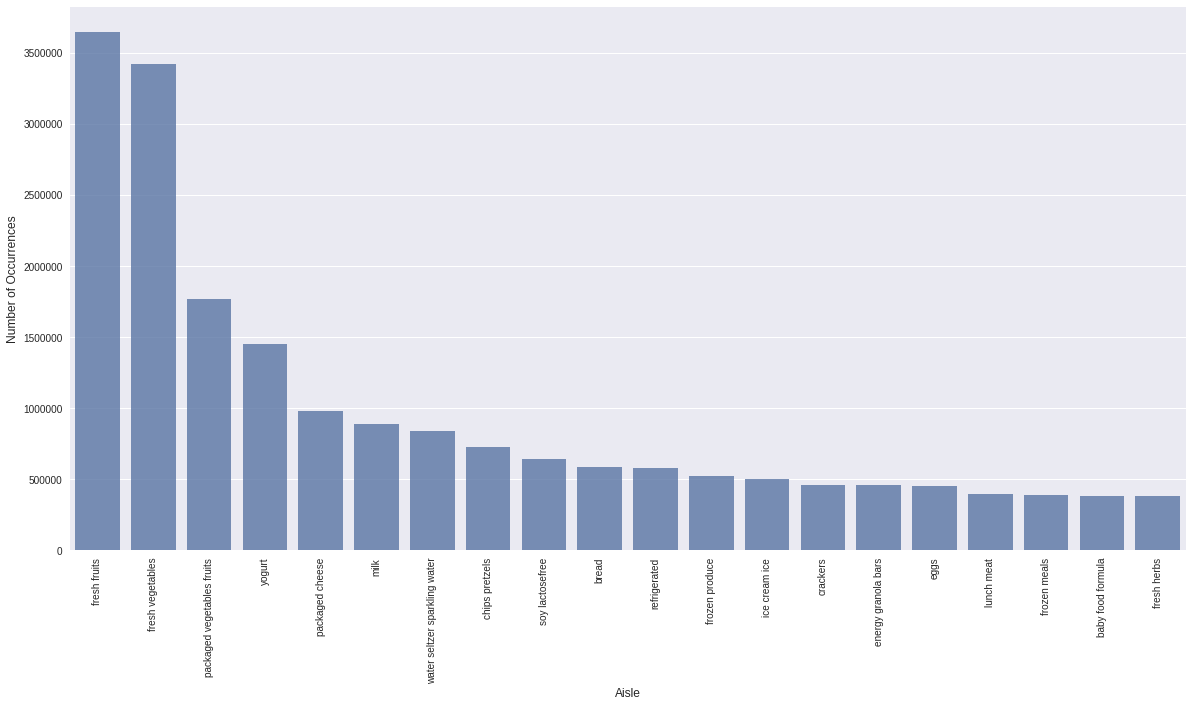 3500000
3000000
2500000
2000000
1500000
1000000
500000
0
Number of Occurrences
fresh fruits
fresh vegetables
packaged vegetables fruits
yogurt
packaged cheese
milk
water seltzer sparkling water
chips pretzels
soy lactosefree
bread
refrigerated
frozen produce
ice cream ice
crackers
energy granola bars
eggs
lunch meat
frozen meals
baby food formula
fresh herbs
Aisle